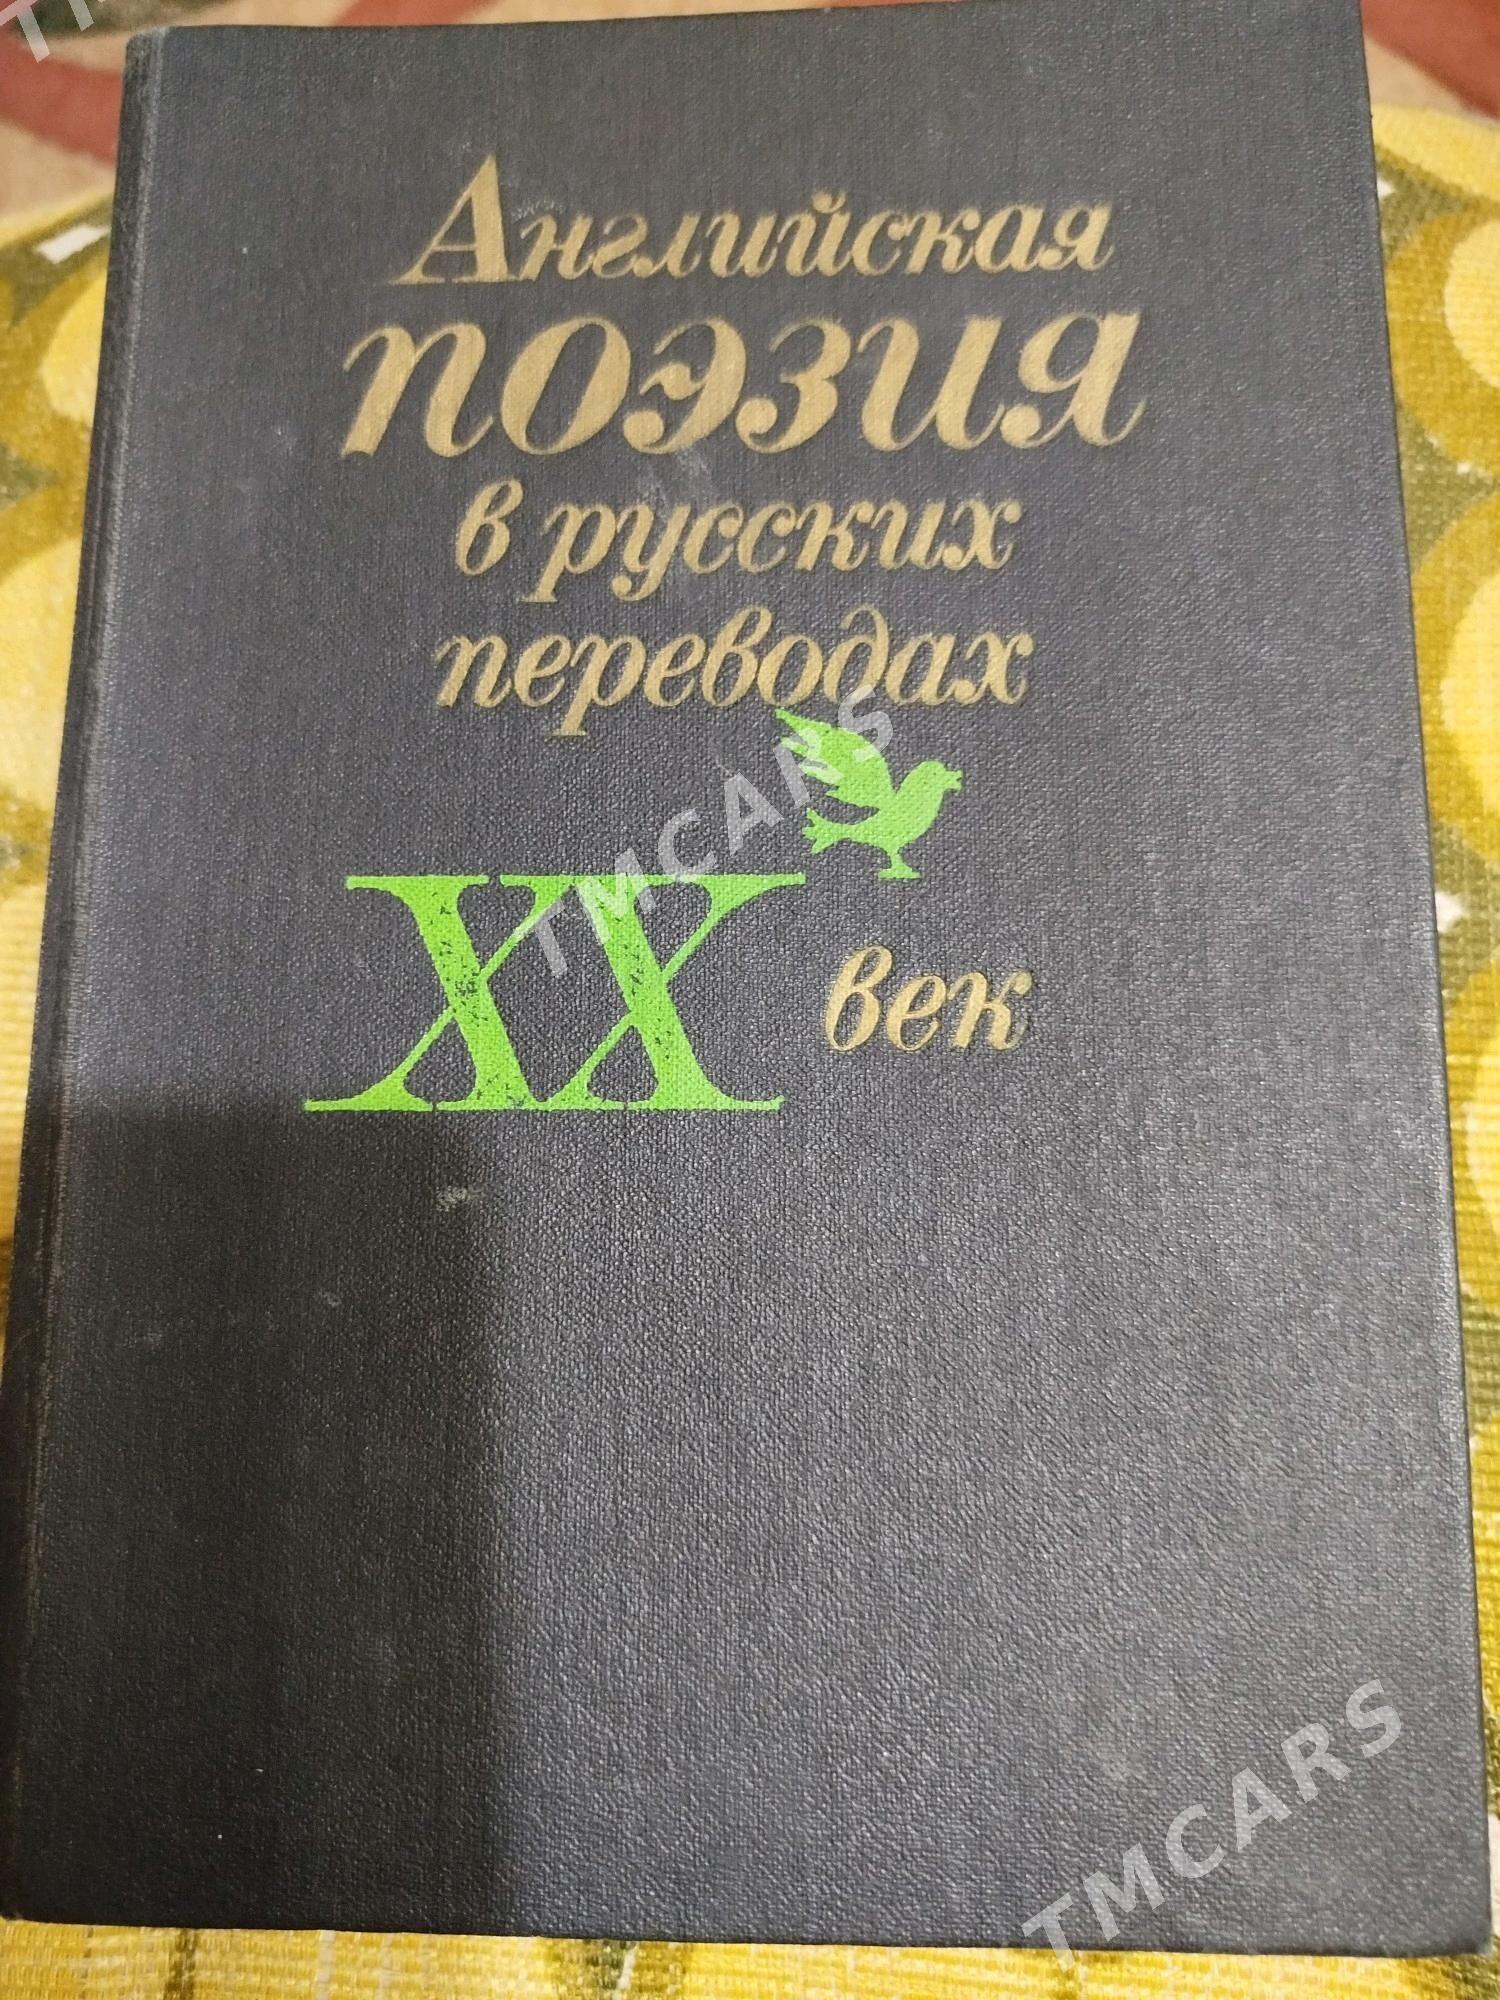 Английская
поэзия
в русских
переводах
XX век
TMCARS
TMCARS